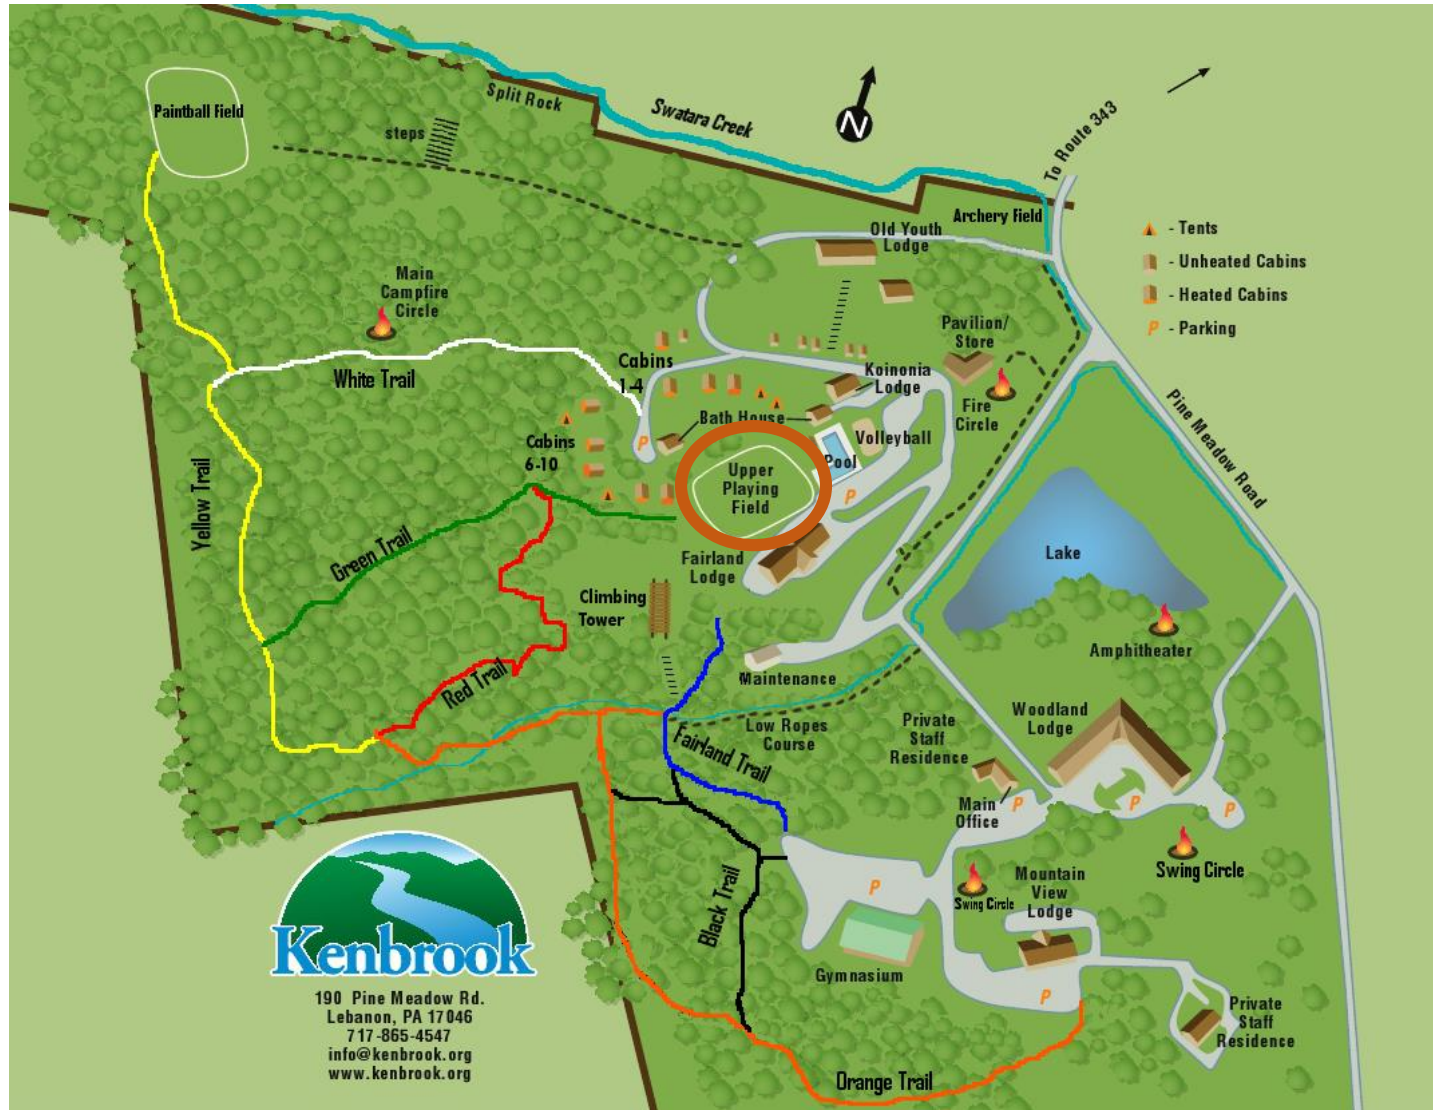 Paintball Field
steps
Split Rock
Swatara Creek
N
To Route 343
Archery Field
Old Youth
Lodge
- Tents
- Unheated Cabins
- Heated Cabins
P - Parking
Main
Campfire
Circle
White Trail
Cabins
1-4
Pavilion/
Store
Koinonia
Lodge
Fire
Circle
Bath House
Volleyball
Pool
P
Cabins
6-10
P
Upper
Playing
Field
P
Pine Meadow Road
Yellow Trail
Green Trail
Fairland
Lodge
Lake
Climbing
Tower
Amphitheater
Red Trail
Maintenance
Low Ropes
Course
Fairland Trail
Private
Staff
Residence
Woodland
Lodge
Main
Office
P
P
P
Swing Circle
Black Trail
P
Swing Circle
Mountain
View
Lodge
Gymnasium
P
Private
Staff
Residence
Orange Trail
Kenbrook
190 Pine Meadow Rd.
Lebanon, PA 17046
717-865-4547
info@kenbrook.org
www.kenbrook.org